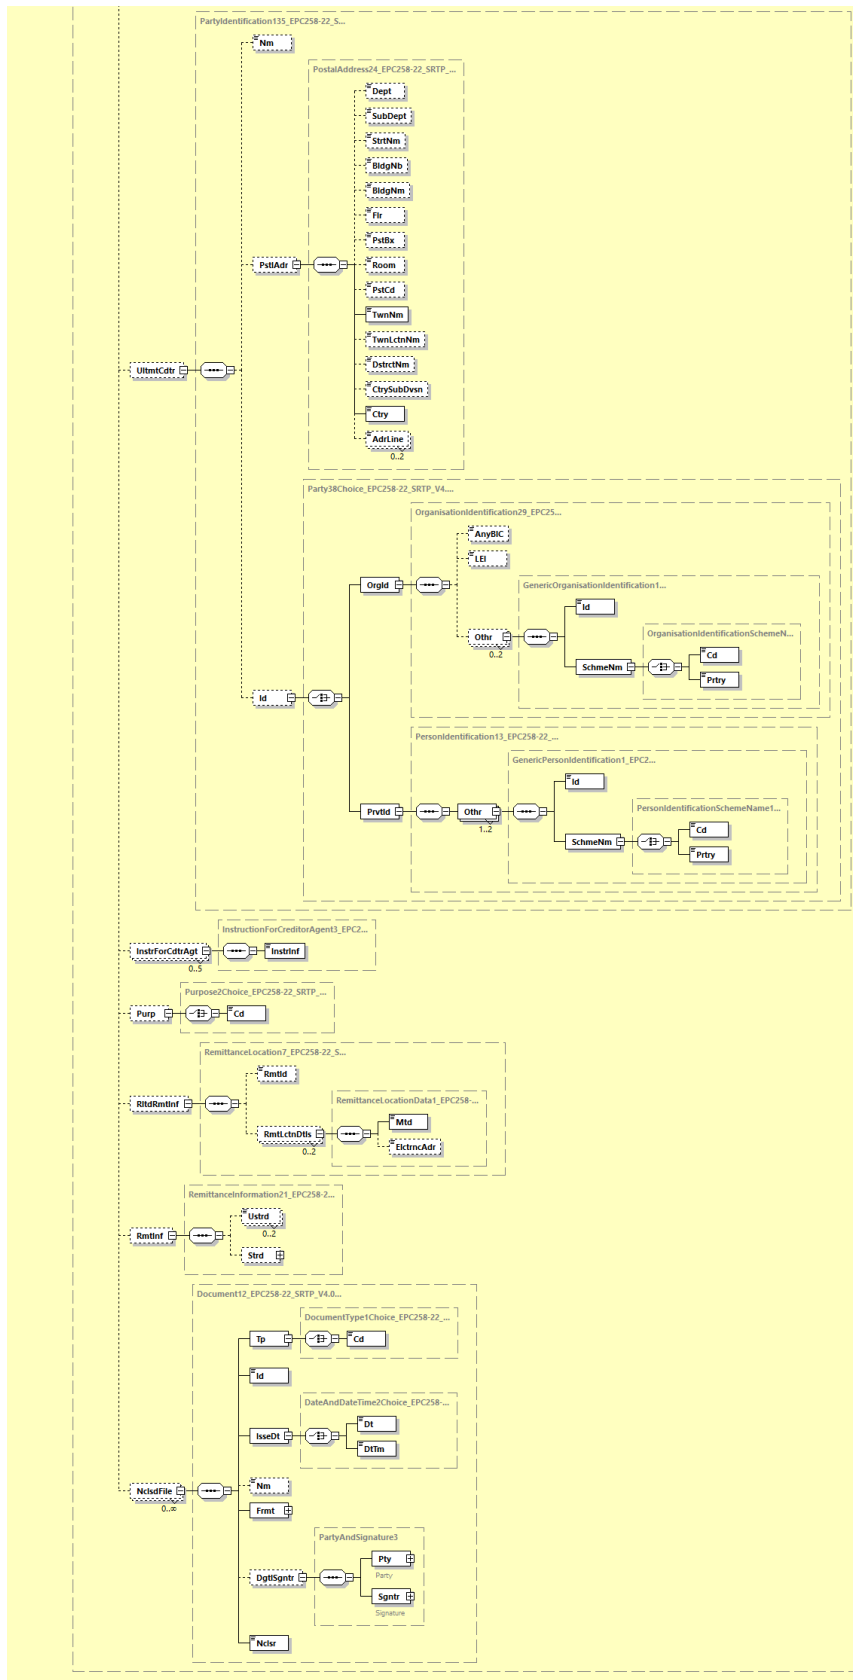 PartyIdentification135_EPC258-22_S...
Nm
PostalAddress24_EPC258-22_SRTP_...
Dept
SubDept
StrtNm
BldgNb
BldgNm
Flr
PstBx
PstlAdr
Room
PstCd
TwnNm
TwnLctnNm
UltmtCdtr
DstrctNm
CtrySubDvsn
Ctry
AdrLine
0..2
Party38Choice_EPC258-22_SRTP_V4....
OrganisationIdentification29_EPC25...
AnyBIC
LEI
OrgId
GenericOrganisationIdentification1...
Id
OrganisationIdentificationSchemeN...
Othr
0..2
Cd
SchmeNm
Prtry
Id
PersonIdentification13_EPC258-22_...
GenericPersonIdentification1_EPC2...
Id
PersonIdentificationSchemeName1...
PrvtId
Othr
1..2
Cd
SchmeNm
Prtry
InstructionForCreditorAgent3_EPC2...
InstrForCdtrAgt
0..5
InstrInf
Purpose2Choice_EPC258-22_SRTP_...
Purp
Cd
RemittanceLocation7_EPC258-22_S...
RmtId
RltdRmtInf
RemittanceLocationData1_EPC258-...
Mtd
RmtLctnDtls
0..2
ElctrncAdr
RemittanceInformation21_EPC258-2...
Ustrd
0..2
RmtInf
Strd
Document12_EPC258-22_SRTP_V4.0...
DocumentType1Choice_EPC258-22_...
Tp
Cd
Id
DateAndDateTime2Choice_EPC258-...
Dt
IsseDt
DtTm
Nm
NclsdFile
0..∞
Frmt
PartyAndSignature3
Pty
Party
DgtlSgntr
Sgntr
Signature
Nclsr